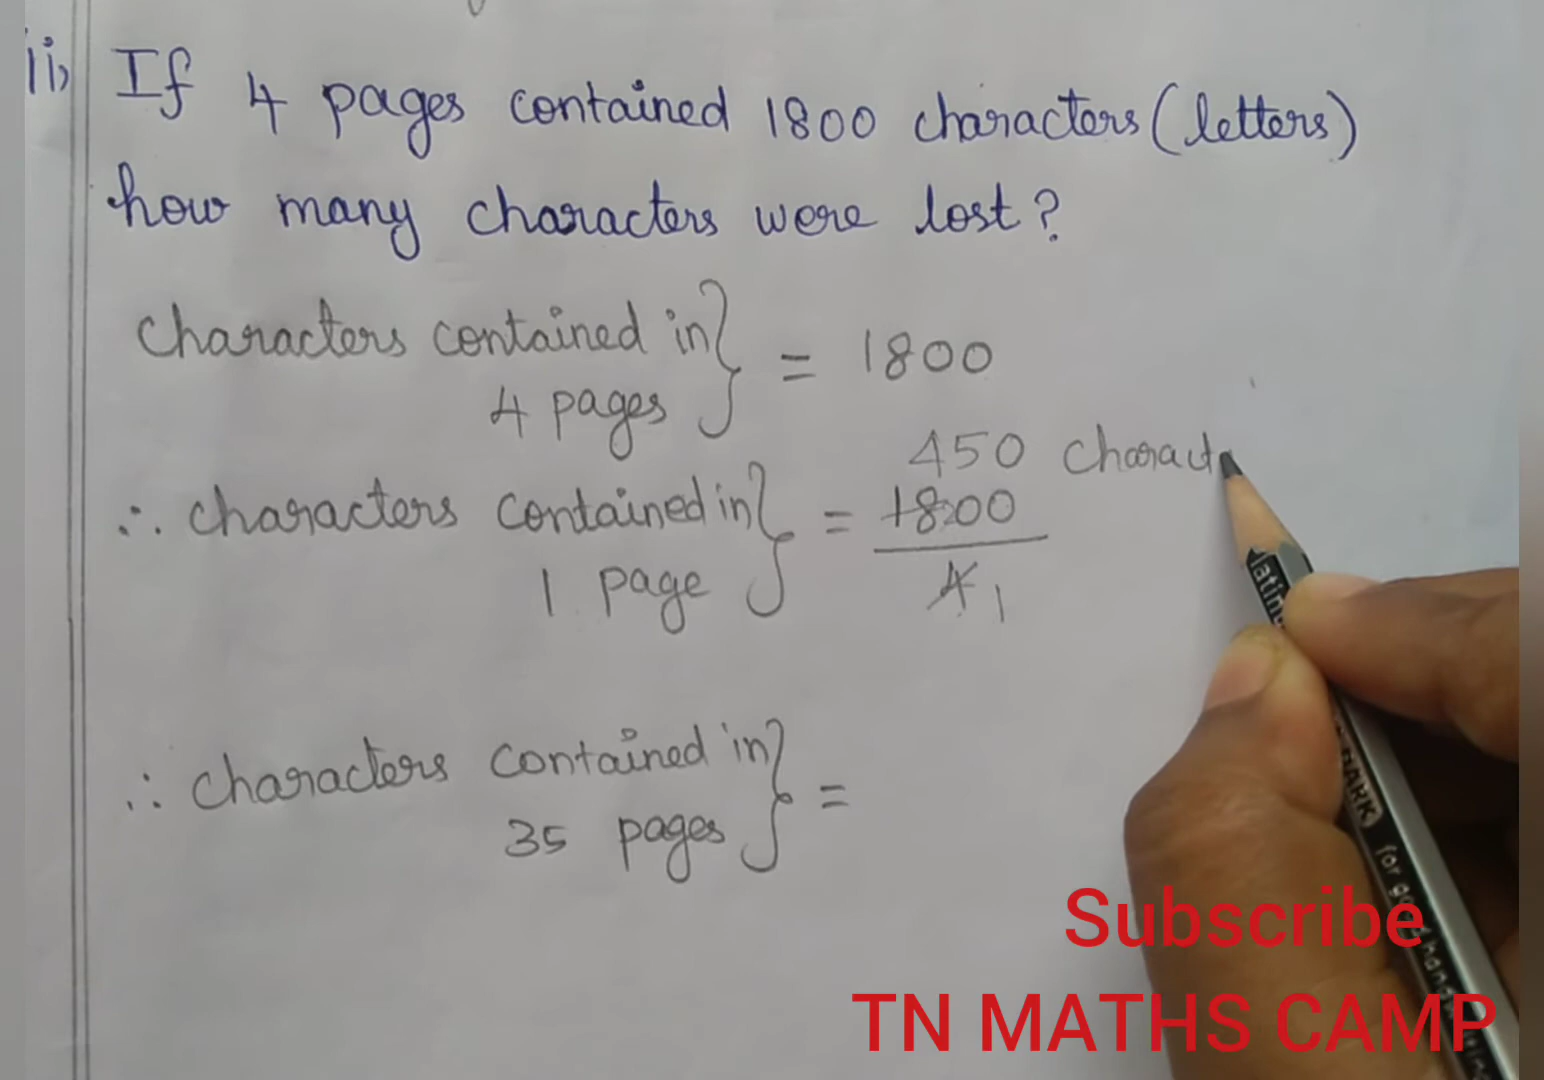 ii) If 4 pages contained 1800 characters (letters)
how many characters were lost?
Characters contained in
4 pages } = 1800
450 Charact
∴ characters contained in
1 page } = 1800
4 1
∴ characters contained in
35 pages } =
Subscribe
TN MATHS CAMP